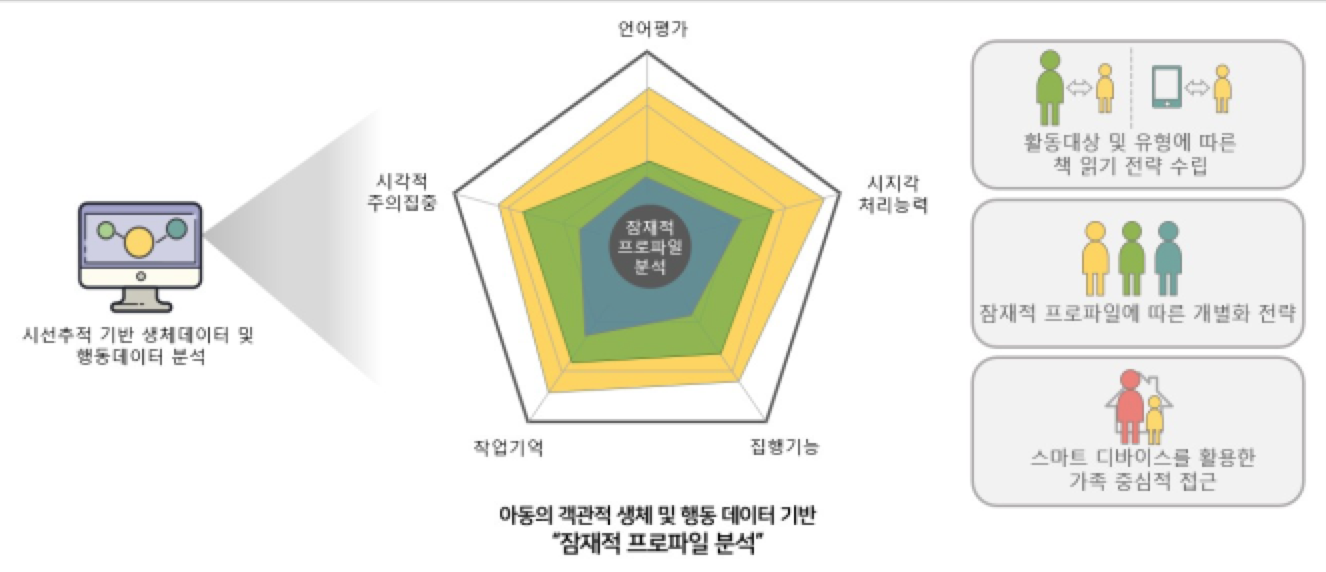 시선추적 기반 생체데이터 및
행동데이터 분석
언어평가
시각적
주의집중
시지각
처리능력
잠재적
프로파일
분석
작업기억
집행기능
아동의 객관적 생체 및 행동 데이터 기반
"잠재적 프로파일 분석"
활동대상 및 유형에 따른
책 읽기 전략 수립
잠재적 프로파일에 따른 개별화 전략
스마트 디바이스를 활용한
가족 중심적 접근